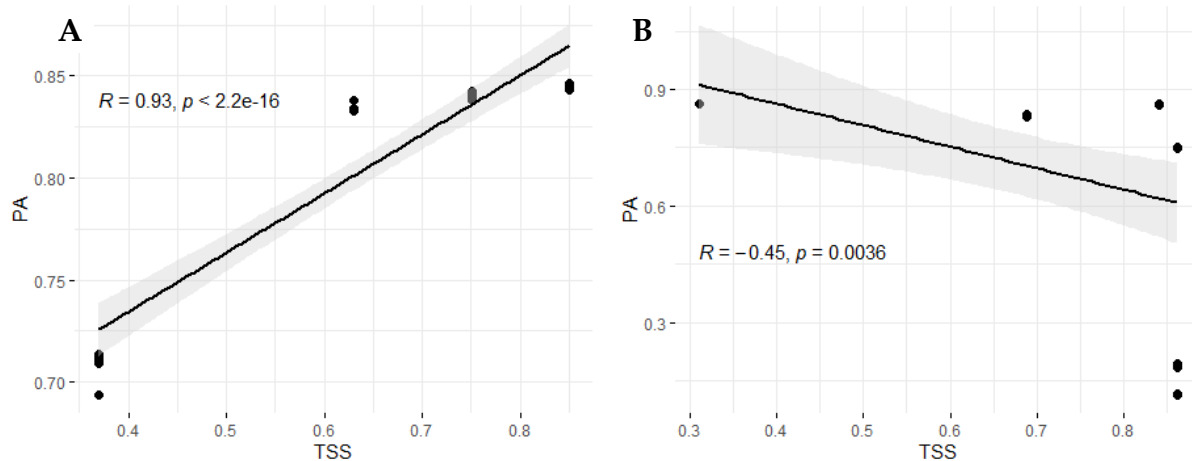 A
R = 0.93, p < 2.2e-16
PA
0.85
0.80
0.75
0.70
0.4 0.5 0.6 0.7 0.8
TSS
B
R = −0.45, p = 0.0036
PA
0.9
0.6
0.3
0.3 0.4 0.5 0.6 0.7 0.8
TSS